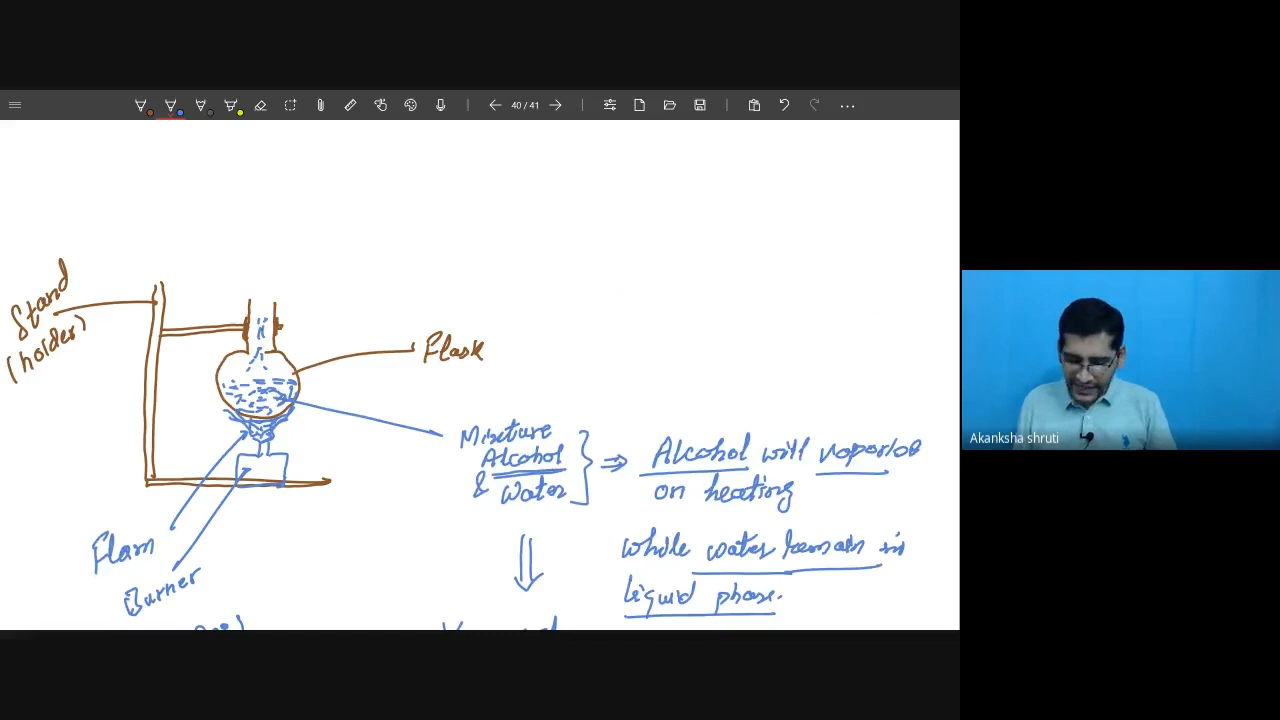 40 / 41
Stand
(holder)
Flask
Mixture
Alcohol
& Water
⇒ Alcohol will vaporise
on heating
while water remain in
liquid phase.
Flam
Burner
Akanksha shruti